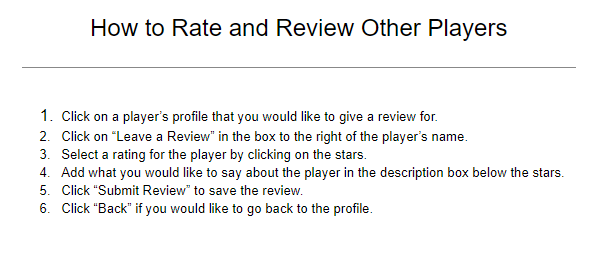 How to Rate and Review Other Players
1. Click on a player's profile that you would like to give a review for.
2. Click on “Leave a Review” in the box to the right of the player's name.
3. Select a rating for the player by clicking on the stars.
4. Add what you would like to say about the player in the description box below the stars.
5. Click “Submit Review” to save the review.
6. Click “Back” if you would like to go back to the profile.